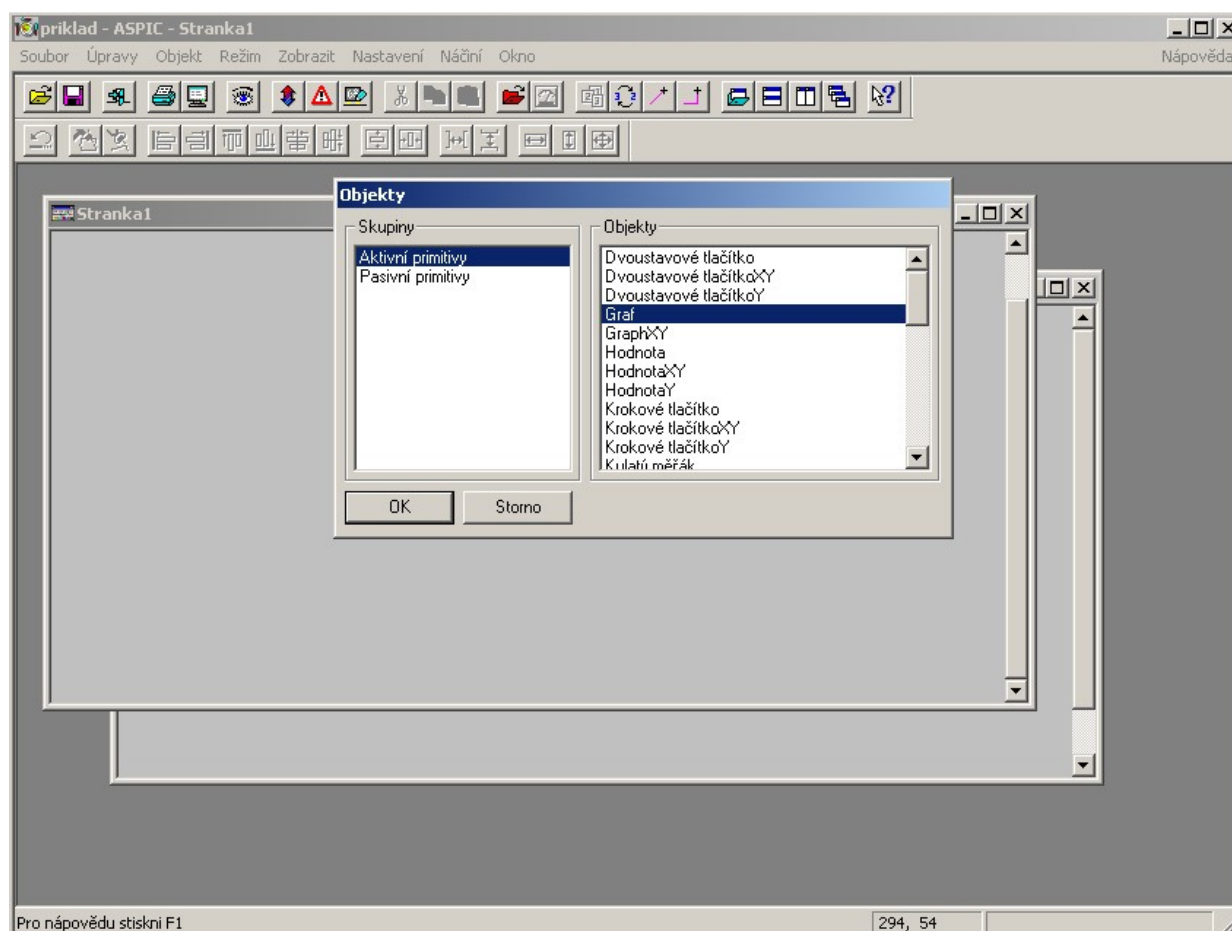 priklad - ASPIC - Stranka1
Soubor Úpravy Objekt Režim Zobrazit Nastavení Náčiní Okno Nápověda
Stranka1
Objekty
Skupiny
Aktivní primitivy
Pasivní primitivy
Objekty
Dvoustavové tlačítko
Dvoustavové tlačítkoXY
Dvoustavové tlačítkoY
Graf
GraphXY
Hodnota
HodnotaXY
HodnotaY
Krokové tlačítko
Krokové tlačítkoXY
Krokové tlačítkoY
Kulatý měřák
OK
Storno
Pro nápovědu stiskni F1
294, 54